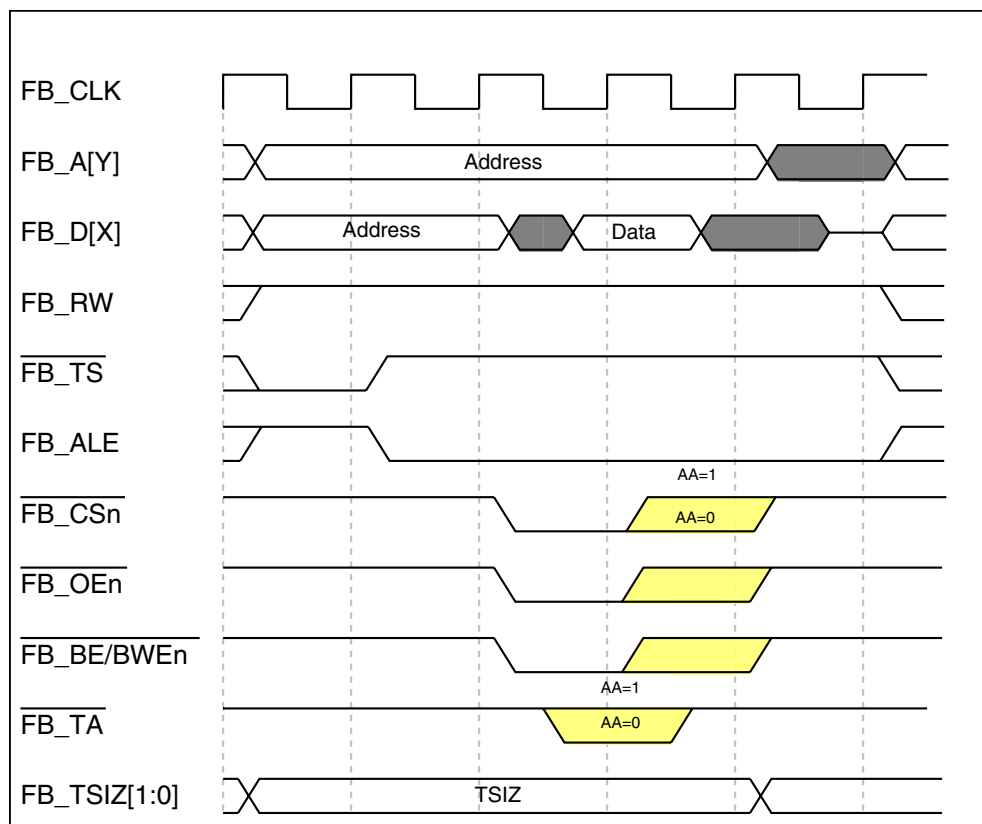 FB_CLK
FB_A[Y]
Address
FB_D[X]
Address
Data
FB_RW
FB_TS
FB_ALE
AA=1
FB_CSn
AA=0
FB_OEn
FB_BE/BWEn
AA=1
FB_TA
AA=0
FB_TSIZ[1:0]
TSIZ